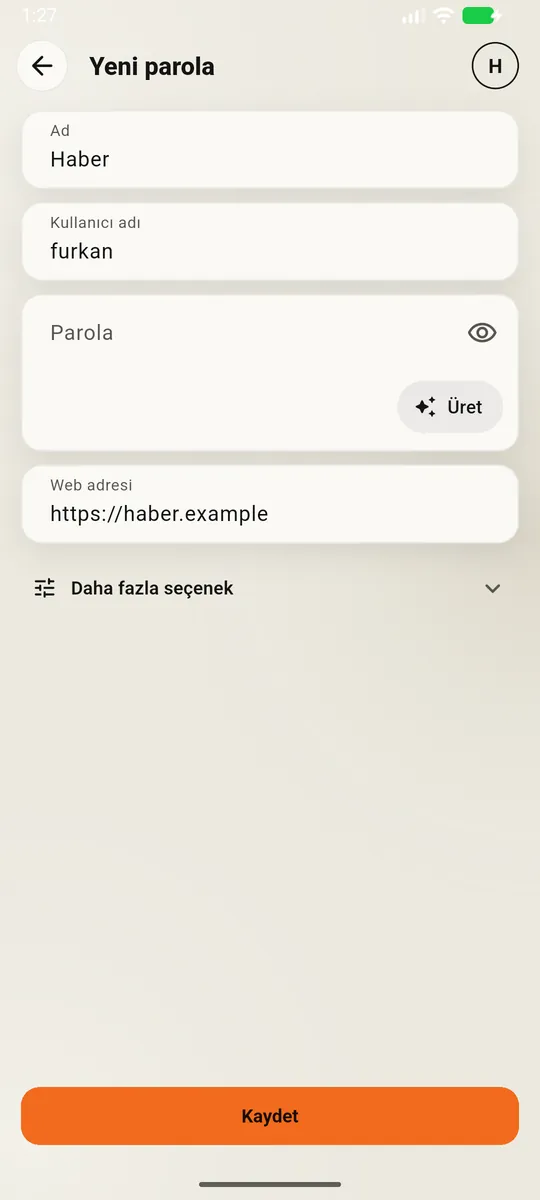 1:27
Yeni parola
H
Ad
Haber
Kullanıcı adı
furkan
Parola
Üret
Web adresi
https://haber.example
Daha fazla seçenek
Kaydet